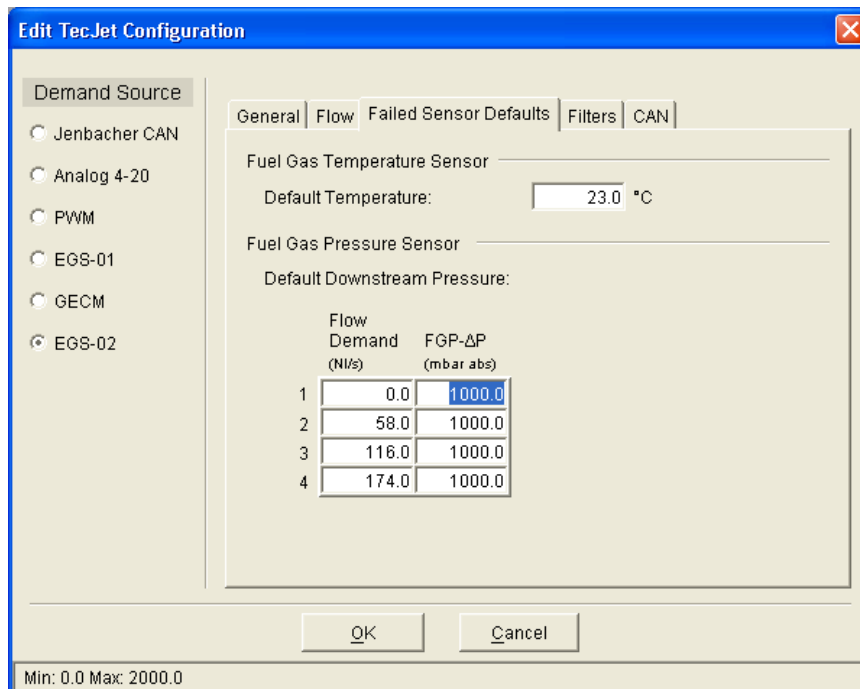 Edit TecJet Configuration
Demand Source
Jenbacher CAN
Analog 4-20
PWM
EGS-01
GECM
EGS-02
General Flow Failed Sensor Defaults Filters CAN
Fuel Gas Temperature Sensor
Default Temperature: 23.0 °C
Fuel Gas Pressure Sensor
Default Downstream Pressure:
Flow
Demand FGP-ΔP
(Nl/s) (mbar abs)
1 0.0 1000.0
2 58.0 1000.0
3 116.0 1000.0
4 174.0 1000.0
OK Cancel
Min: 0.0 Max: 2000.0